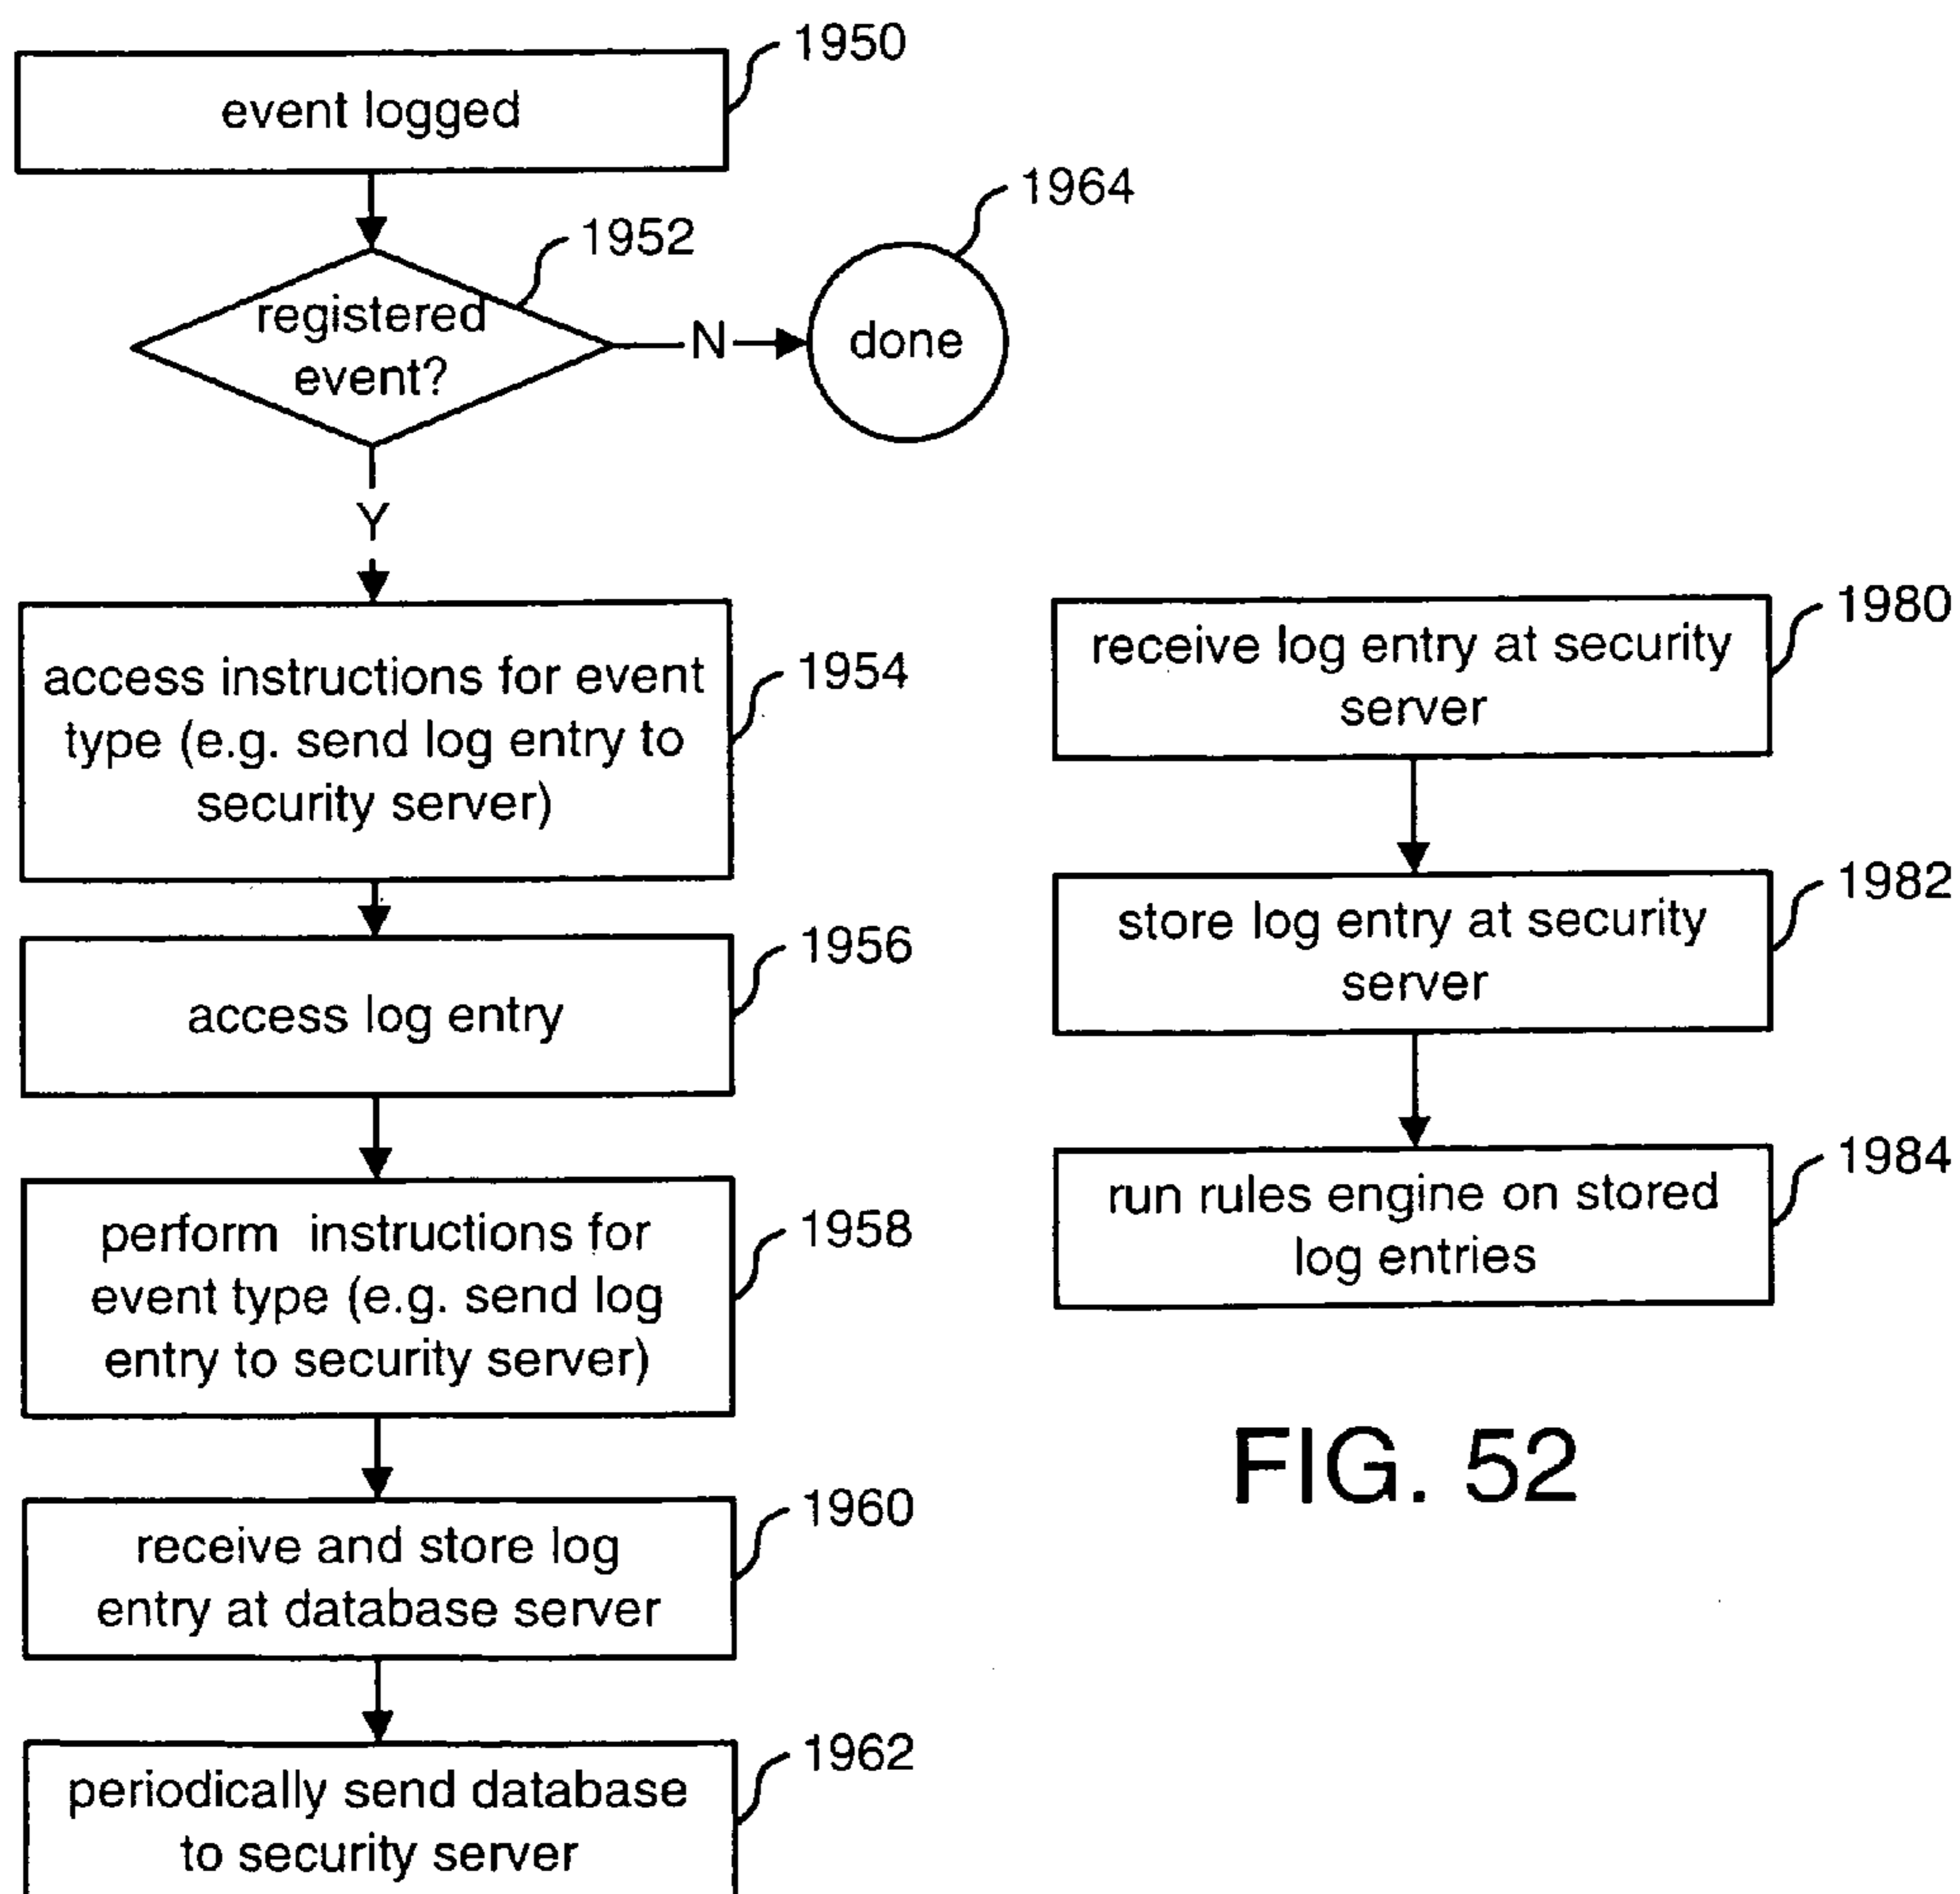 1950
event logged
1952
registered
event?
N
done
1964
Y
access instructions for event
type (e.g. send log entry to
security server)
1954
access log entry
1956
perform instructions for
event type (e.g. send log
entry to security server)
1958
receive and store log
entry at database server
1960
periodically send database
to security server
1962
receive log entry at security
server
1980
store log entry at security
server
1982
run rules engine on stored
log entries
1984
FIG. 52